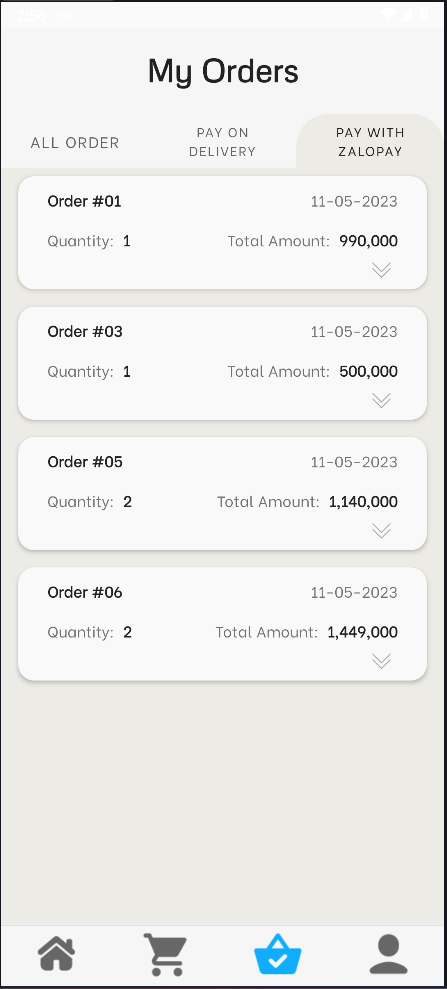 2:56
My Orders
ALL ORDER
PAY ON
DELIVERY
PAY WITH
ZALOPAY
Order #01 11-05-2023
Quantity: 1 Total Amount: 990,000
Order #03 11-05-2023
Quantity: 1 Total Amount: 500,000
Order #05 11-05-2023
Quantity: 2 Total Amount: 1,140,000
Order #06 11-05-2023
Quantity: 2 Total Amount: 1,449,000